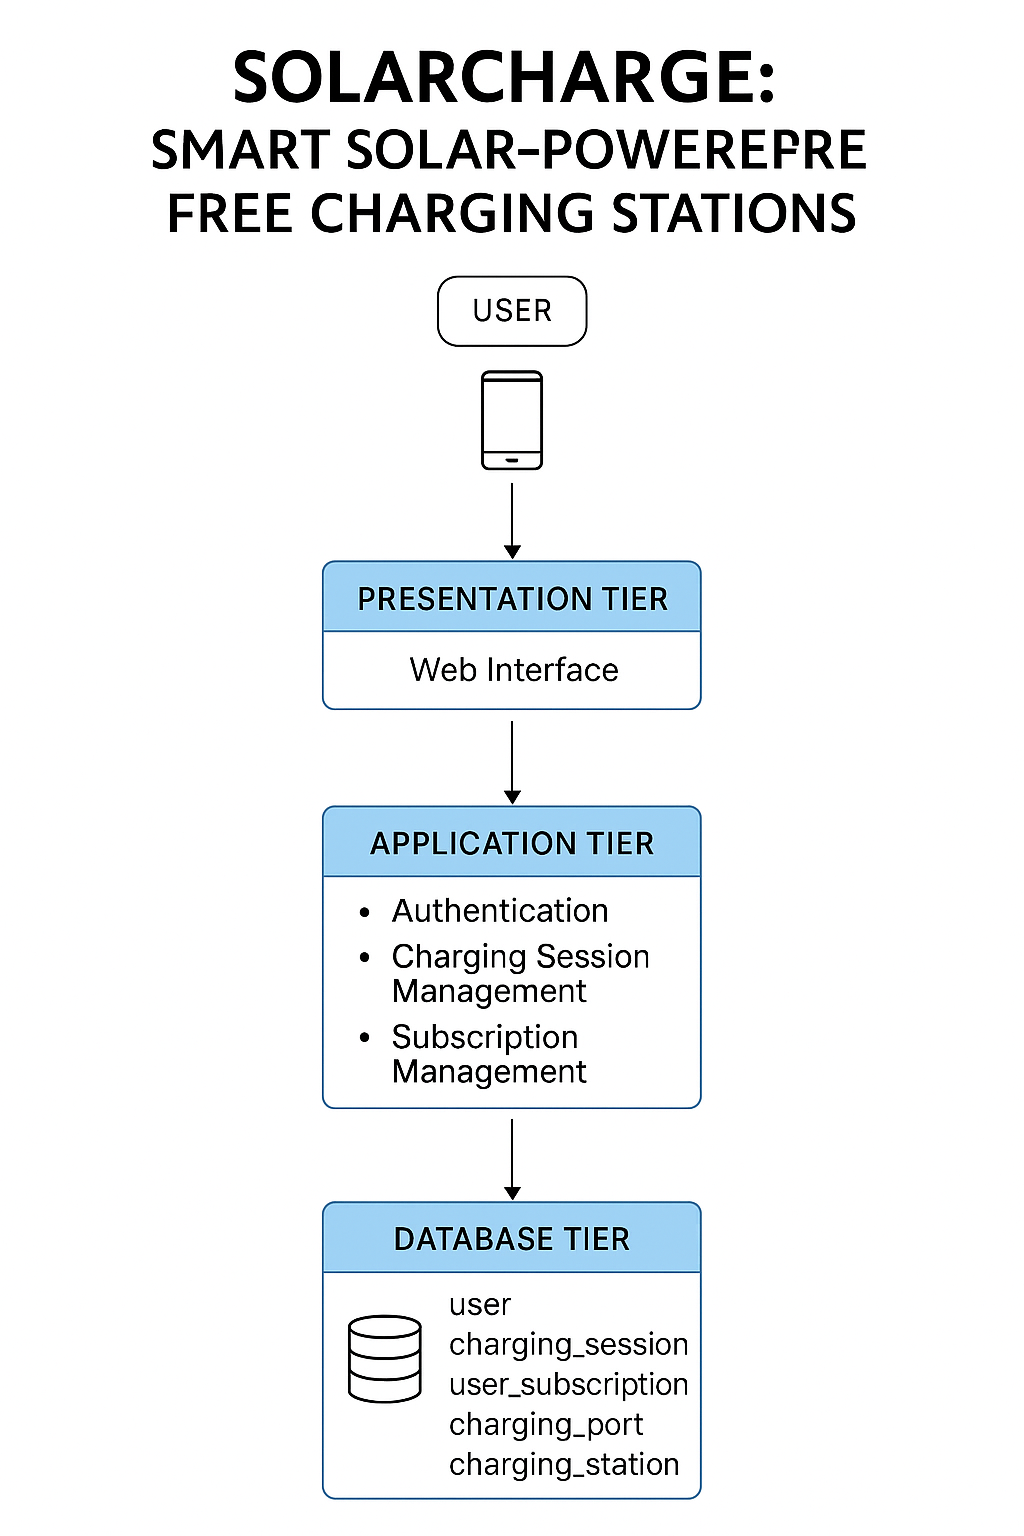 SOLARCHARGE:
SMART SOLAR-POWEREPRE
FREE CHARGING STATIONS
USER
PRESENTATION TIER
Web Interface
APPLICATION TIER
• Authentication
• Charging Session
Management
• Subscription
Management
DATABASE TIER
user
charging_session
user_subscription
charging_port
charging_station